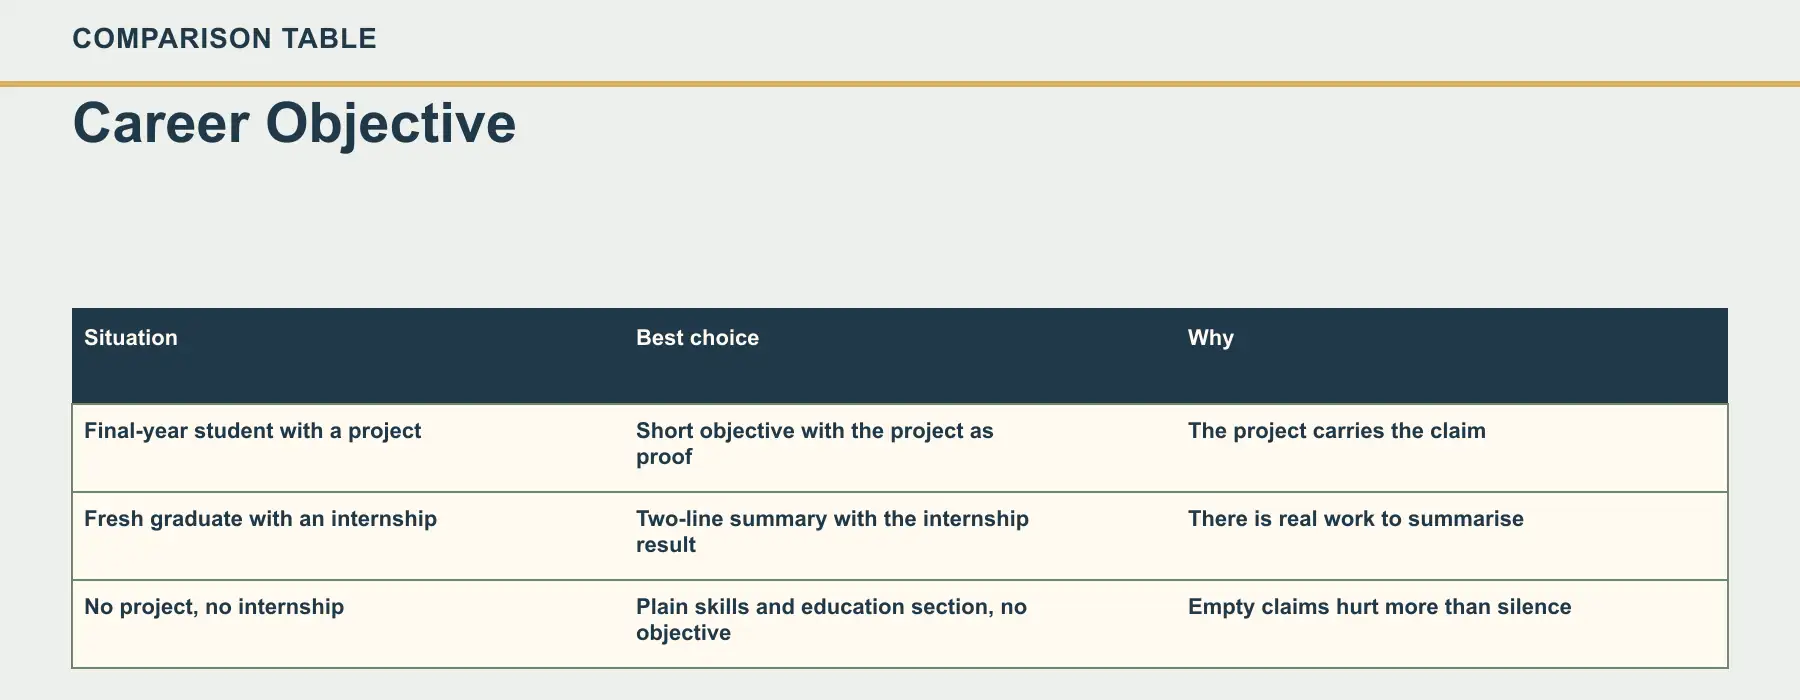 COMPARISON TABLE
Career Objective
Situation
Best choice
Why
Final-year student with a project
Short objective with the project as
proof
The project carries the claim
Fresh graduate with an internship
Two-line summary with the internship
result
There is real work to summarise
No project, no internship
Plain skills and education section, no
objective
Empty claims hurt more than silence